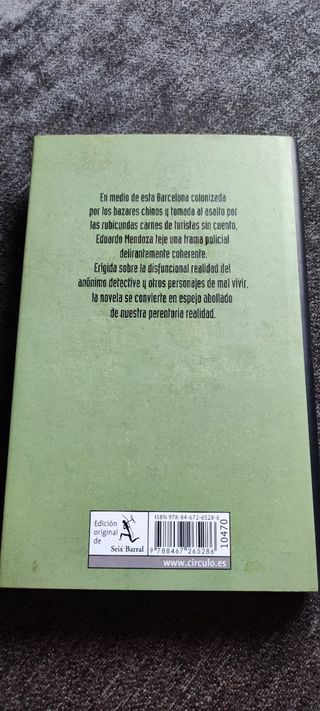 En medio de esta Barcelona colonizada
por los bazares chinos y tomada al asalto por
las rubicundas carnes de turistas sin cuento,
Eduardo Mendoza teje una trama policial
delirantemente coherente.
Erigida sobre la disfuncional realidad del
anónimo detective y otros personajes de mal vivir,
la novela se convierte en espejo abollado
de nuestra perentoria realidad.
Edición
original
de
Seix Barral
ISBN 978-84-672-6528-6
9 788467 265286
10470
www.circulo.es